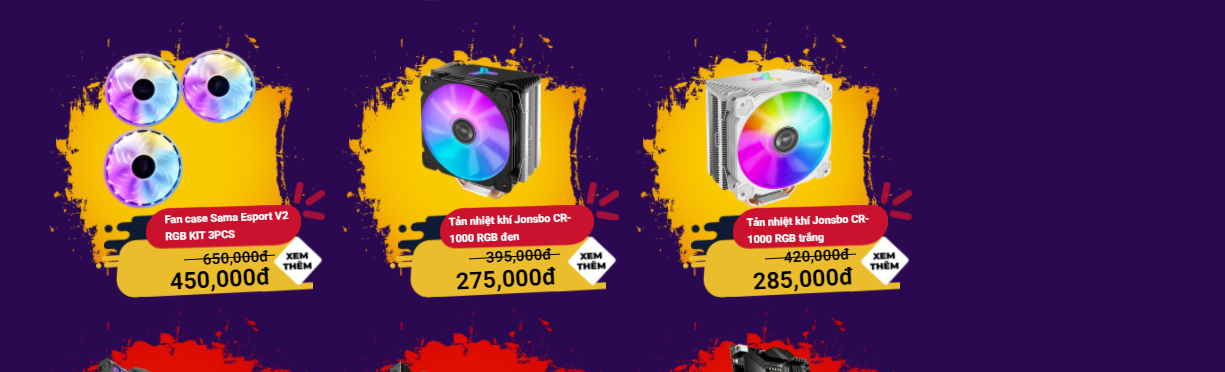 Fan case Sama Esport V2
RGB KIT 3PCS
650,000đ
450,000đ
XEM
THÊM
Tản nhiệt khí Jonsbo CR-
1000 RGB đen
395,000đ
275,000đ
XEM
THÊM
Tản nhiệt khí Jonsbo CR-
1000 RGB trắng
420,000đ
285,000đ
XEM
THÊM